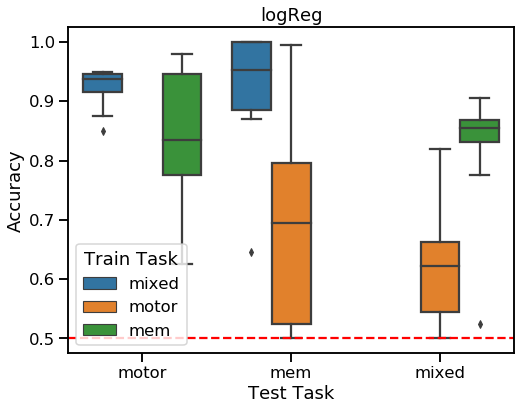 logReg
Accuracy
1.0
0.9
0.8
0.7
0.6
0.5
Train Task
mixed
motor
mem
motor
mem
mixed
Test Task